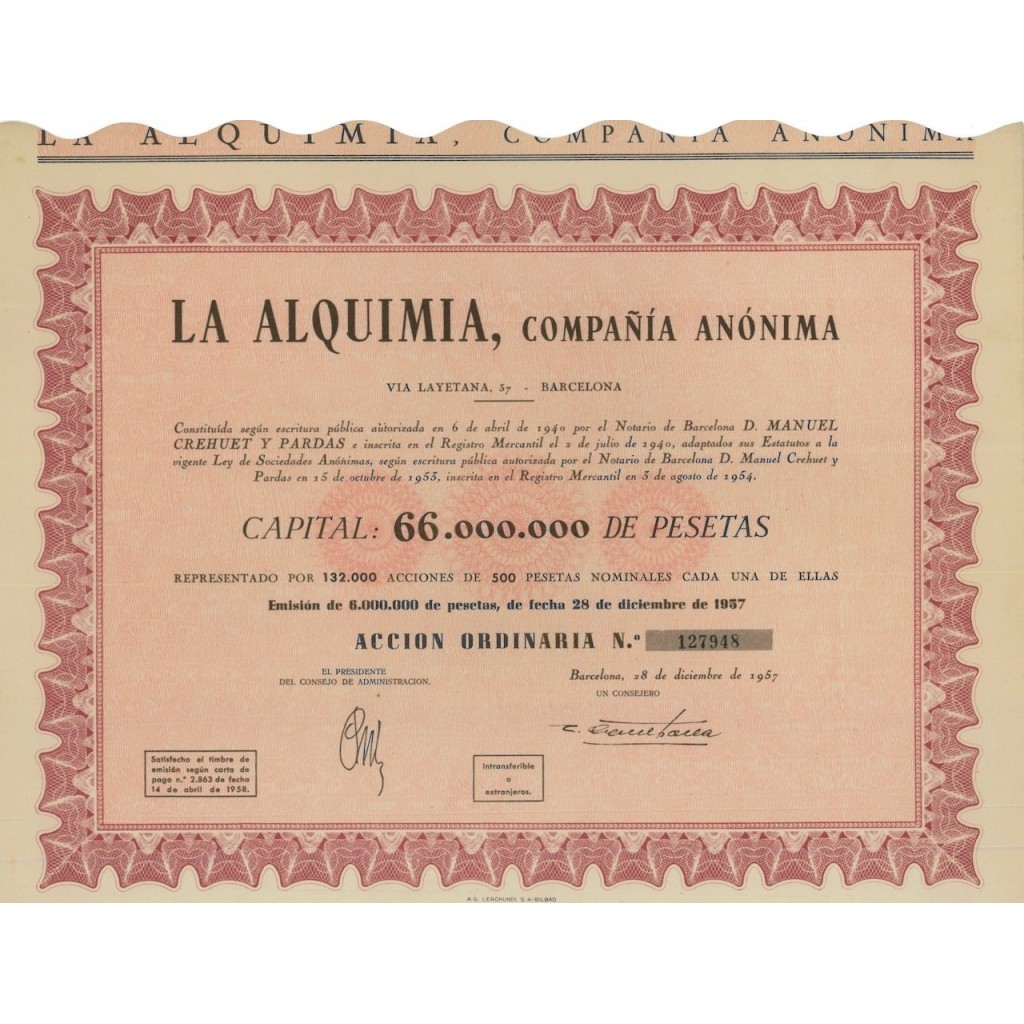 LA ALQUIMIA, COMPAÑIA ANONIMA
LA ALQUIMIA, COMPAÑÍA ANÓNIMA
VIA LAYETANA, 37 - BARCELONA
Constituída según escritura pública autorizada en 6 de abril de 1940 por el Notario de Barcelona D. MANUEL
CREHUET Y PARDAS e inscrita en el Registro Mercantil el 2 de julio de 1940, adaptados sus Estatutos a la
vigente Ley de Sociedades Anónimas, según escritura pública autorizada por el Notario de Barcelona D. Manuel Crehuet y
Pardas en 15 de octubre de 1953, inscrita en el Registro Mercantil en 3 de agosto de 1954.
CAPITAL: 66.000.000 DE PESETAS
REPRESENTADO POR 132.000 ACCIONES DE 500 PESETAS NOMINALES CADA UNA DE ELLAS
Emisión de 6.000.000 de pesetas, de fecha 28 de diciembre de 1957
ACCION ORDINARIA N.º 127948
EL PRESIDENTE
DEL CONSEJO DE ADMINISTRACION.
Barcelona, 28 de diciembre de 1957
UN CONSEJERO
Satisfecho el timbre de
emisión según carta de
pago n.º 2.863 de fecha
14 de abril de 1958.
Intransferible
a
extranjeros.
A.G. LERCHUNDI, S.A.-BILBAO